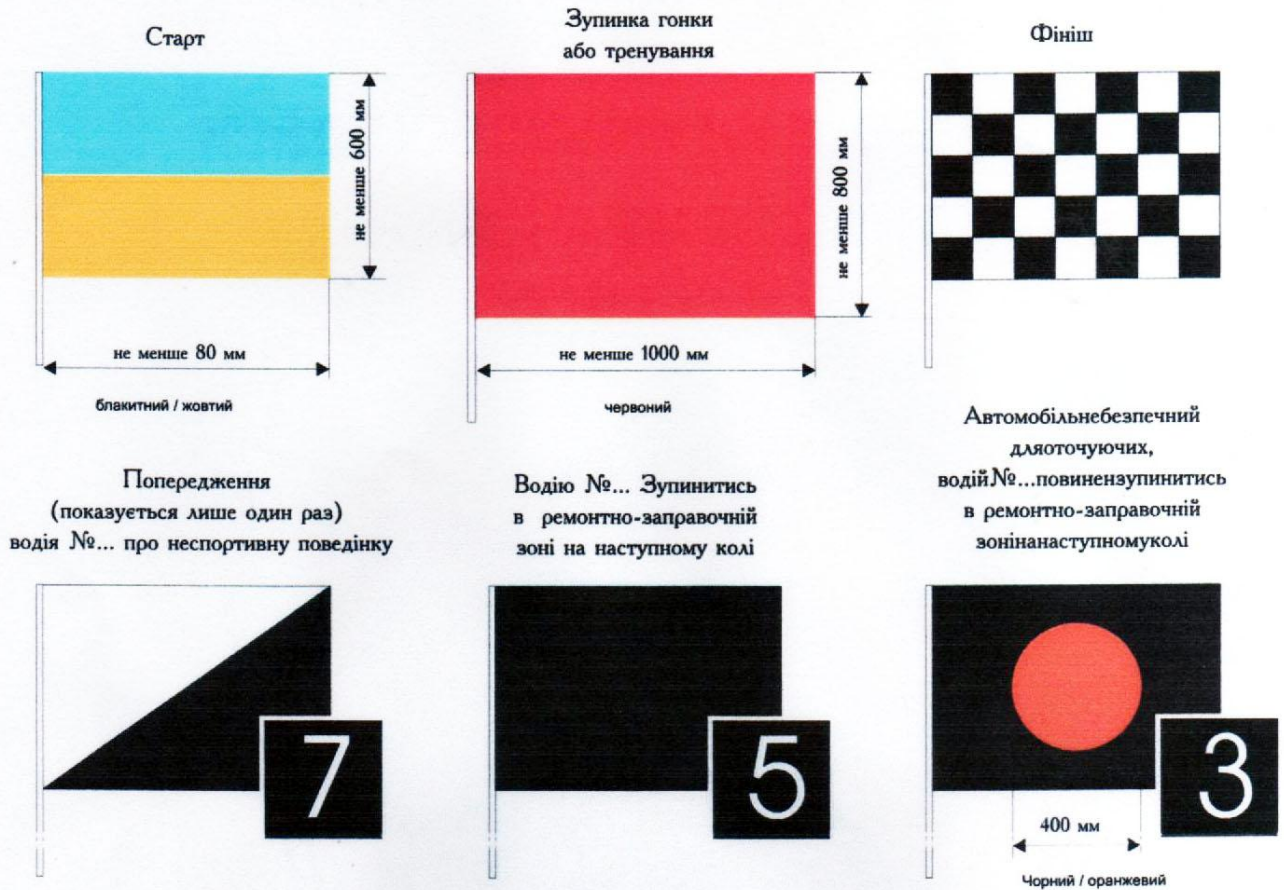 Старт
не менше 600 мм
не менше 80 мм
блакитний / жовтий
Зупинка гонки
або тренування
не менше 800 мм
не менше 1000 мм
червоний
Фініш
Попередження
(показується лише один раз)
водія №... про неспортивну поведінку
7
Водію №... Зупинитись
в ремонтно-заправочній
зоні на наступному колі
5
Автомобільнебезпечний
дляоточуючих,
водій№...повинензупинитись
в ремонтно-заправочній
зонінанаступномуколі
3
400 мм
Чорний / оранжевий